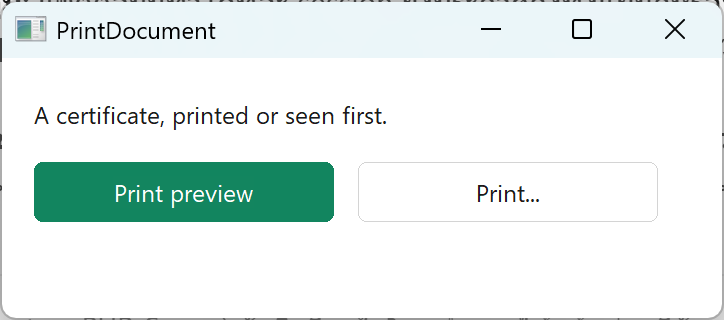 PrintDocument
A certificate, printed or seen first.
Print preview
Print...